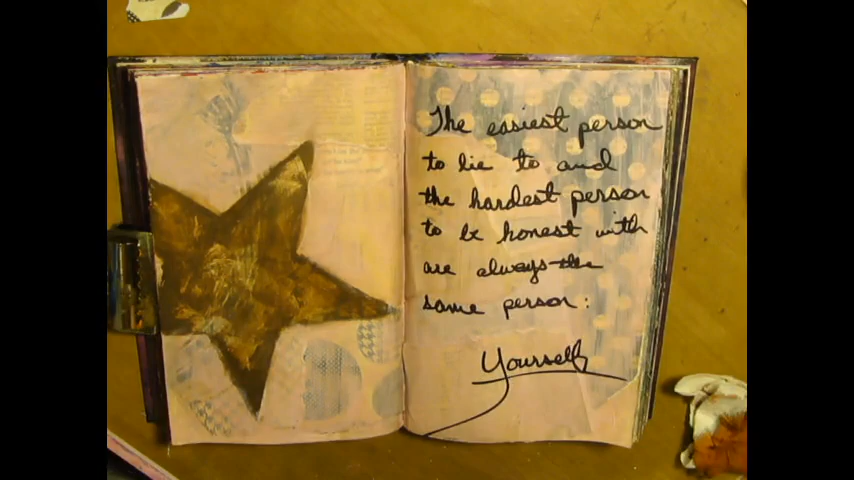 The easiest person
to lie to and
the hardest person
to be honest with
are always the
same person:
Yourself